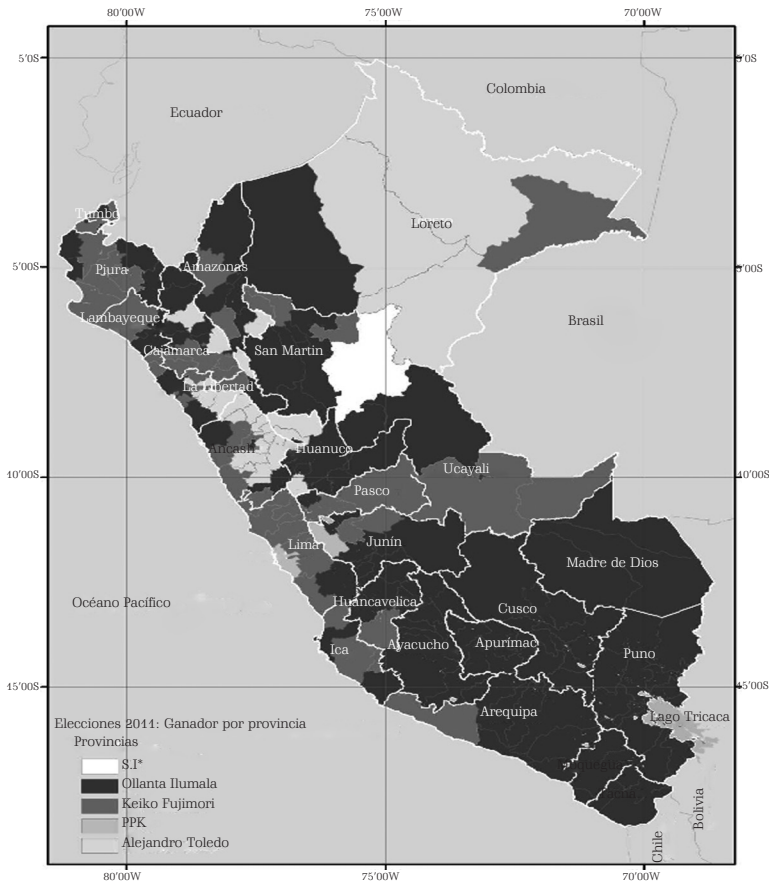 80'00W 75'00W 70'00W
5'0S 5'0S
Colombia
Ecuador
Tumbe
Loreto
Amazonas
5'00S Pjura 5'00S
Lambayeque Brasil
Cajamarca San Martin
La Libertad
Ancash Huanuco
Ucayali
10'00S 10'00S
Pasco
Lima Junín
Madre de Dios
Océano Pacífico Huancavelica
Cusco
Ica Ayacucho Apurímac Puno
15'00S 15'00S
Arequipa Lago Tricaca
Elecciones 2011: Ganador por provincia
Provincias
S.I*
Ollanta Ilumala
Keiko Fujimori
PPK
Alejandro Toledo
Bolivia
Chile
80'00W 75'00W 70'00W